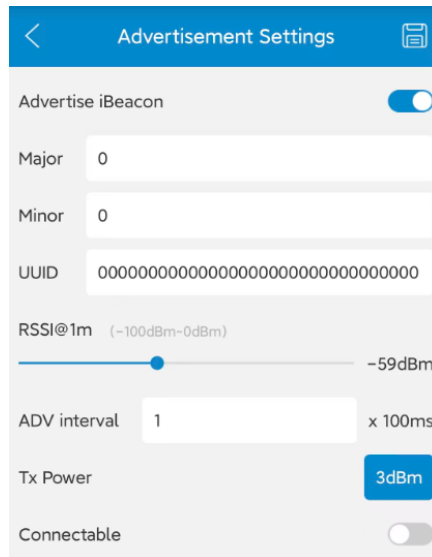 Advertisement Settings
Advertise iBeacon
Major 0
Minor 0
UUID 00000000000000000000000000000000
RSSI@1m (-100dBm-0dBm)
-59dBm
ADV interval 1 x 100ms
Tx Power 3dBm
Connectable